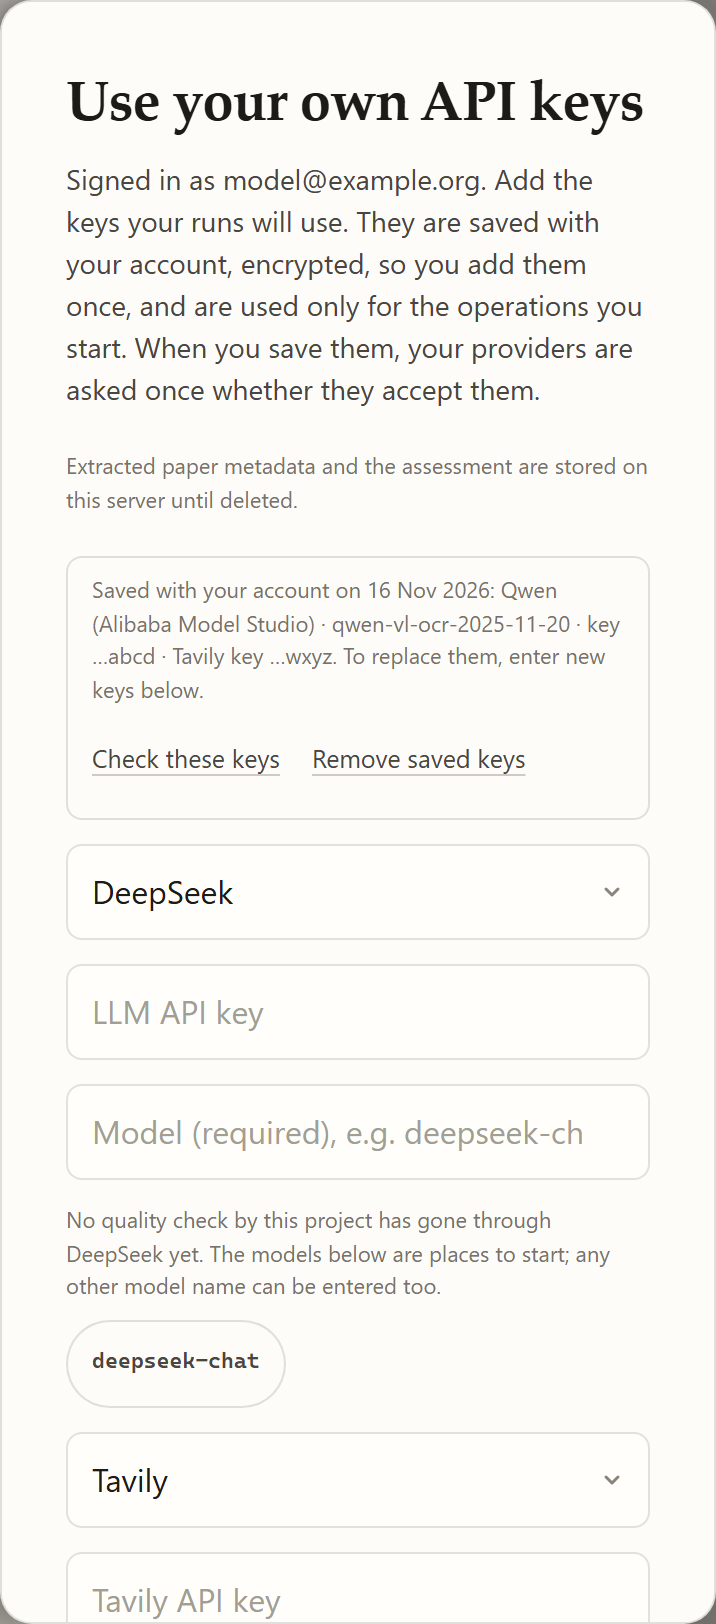 Use your own API keys
Signed in as model@example.org. Add the
keys your runs will use. They are saved with
your account, encrypted, so you add them
once, and are used only for the operations you
start. When you save them, your providers are
asked once whether they accept them.
Extracted paper metadata and the assessment are stored on
this server until deleted.
Saved with your account on 16 Nov 2026: Qwen
(Alibaba Model Studio) · qwen-vl-ocr-2025-11-20 · key
…abcd · Tavily key …wxyz. To replace them, enter new
keys below.
Check these keys Remove saved keys
DeepSeek
LLM API key
Model (required), e.g. deepseek-ch
No quality check by this project has gone through
DeepSeek yet. The models below are places to start; any
other model name can be entered too.
deepseek-chat
Tavily
Tavily API key